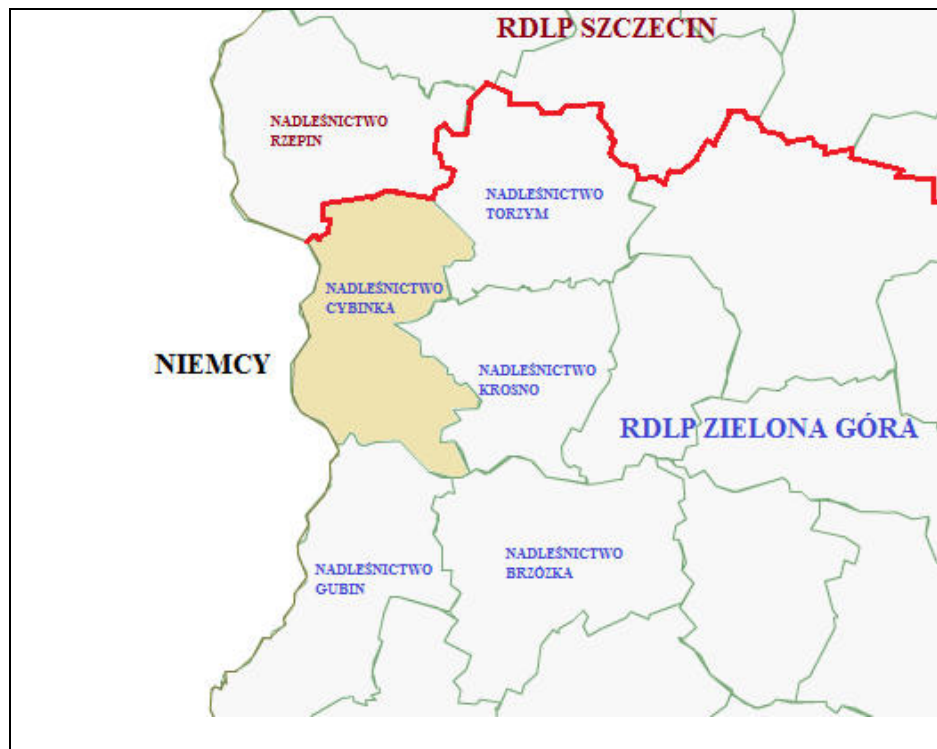 RDLP SZCZECIN
NADLEŚNICTWO
RZEPIN
NADLEŚNICTWO
TORZYM
NADLEŚNICTWO
CYBINKA
NIEMCY
NADLEŚNICTWO
KROSNO
RDLP ZIELONA GÓRA
NADLEŚNICTWO
GUBIN
NADLEŚNICTWO
BRZÓZKA